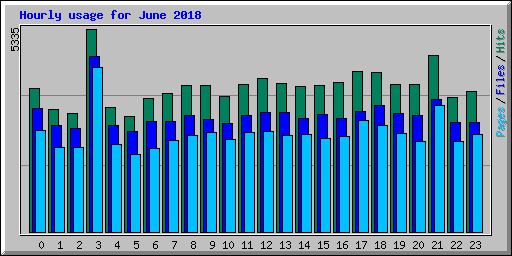 Hourly usage for June 2018
5335
Pages / Files / Hits
0 1 2 3 4 5 6 7 8 9 10 11 12 13 14 15 16 17 18 19 20 21 22 23